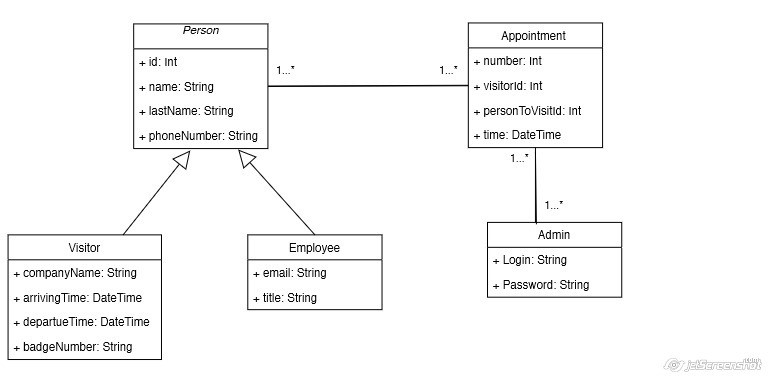 Person
+ id: Int
+ name: String
+ lastName: String
+ phoneNumber: String
1...*
1...*
Appointment
+ number: Int
+ visitorId: Int
+ personToVisitId: Int
+ time: DateTime
1...*
1...*
Visitor
+ companyName: String
+ arrivingTime: DateTime
+ departueTime: DateTime
+ badgeNumber: String
Employee
+ email: String
+ title: String
Admin
+ Login: String
+ Password: String
jetScreenshot